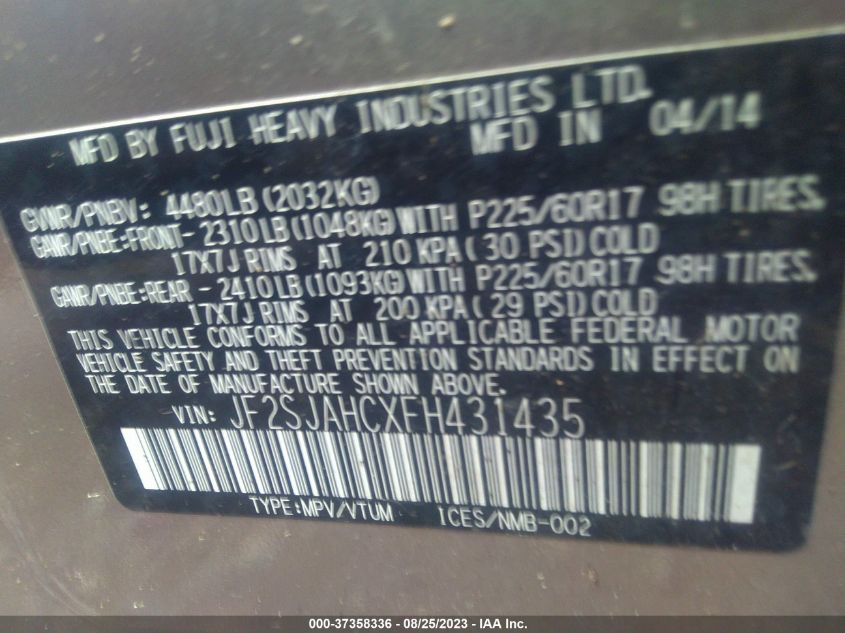 MFD BY FUJI HEAVY INDUSTRIES LTD.
MFD IN 04/14
GVWR/PNBV: 4480LB(2032KG)
GAWR/PNBE:FRONT-2310LB(1048KG)WITH P225/60R17 98H TIRES.
17X7J RIMS AT 210 KPA(30 PSI)COLD
GAWR/PNBE:REAR -2410LB(1093KG)WITH P225/60R17 98H TIRES.
17X7J RIMS AT 200 KPA(29 PSI)COLD
THIS VEHICLE CONFORMS TO ALL APPLICABLE FEDERAL MOTOR
VEHICLE SAFETY AND THEFT PREVENTION STANDARDS IN EFFECT ON
THE DATE OF MANUFACTURE SHOWN ABOVE.
VIN: JF2SJAHCXFH431435
TYPE:MPV/VTUM ICES/NMB-002
000-37358336 - 08/25/2023 - IAA Inc.